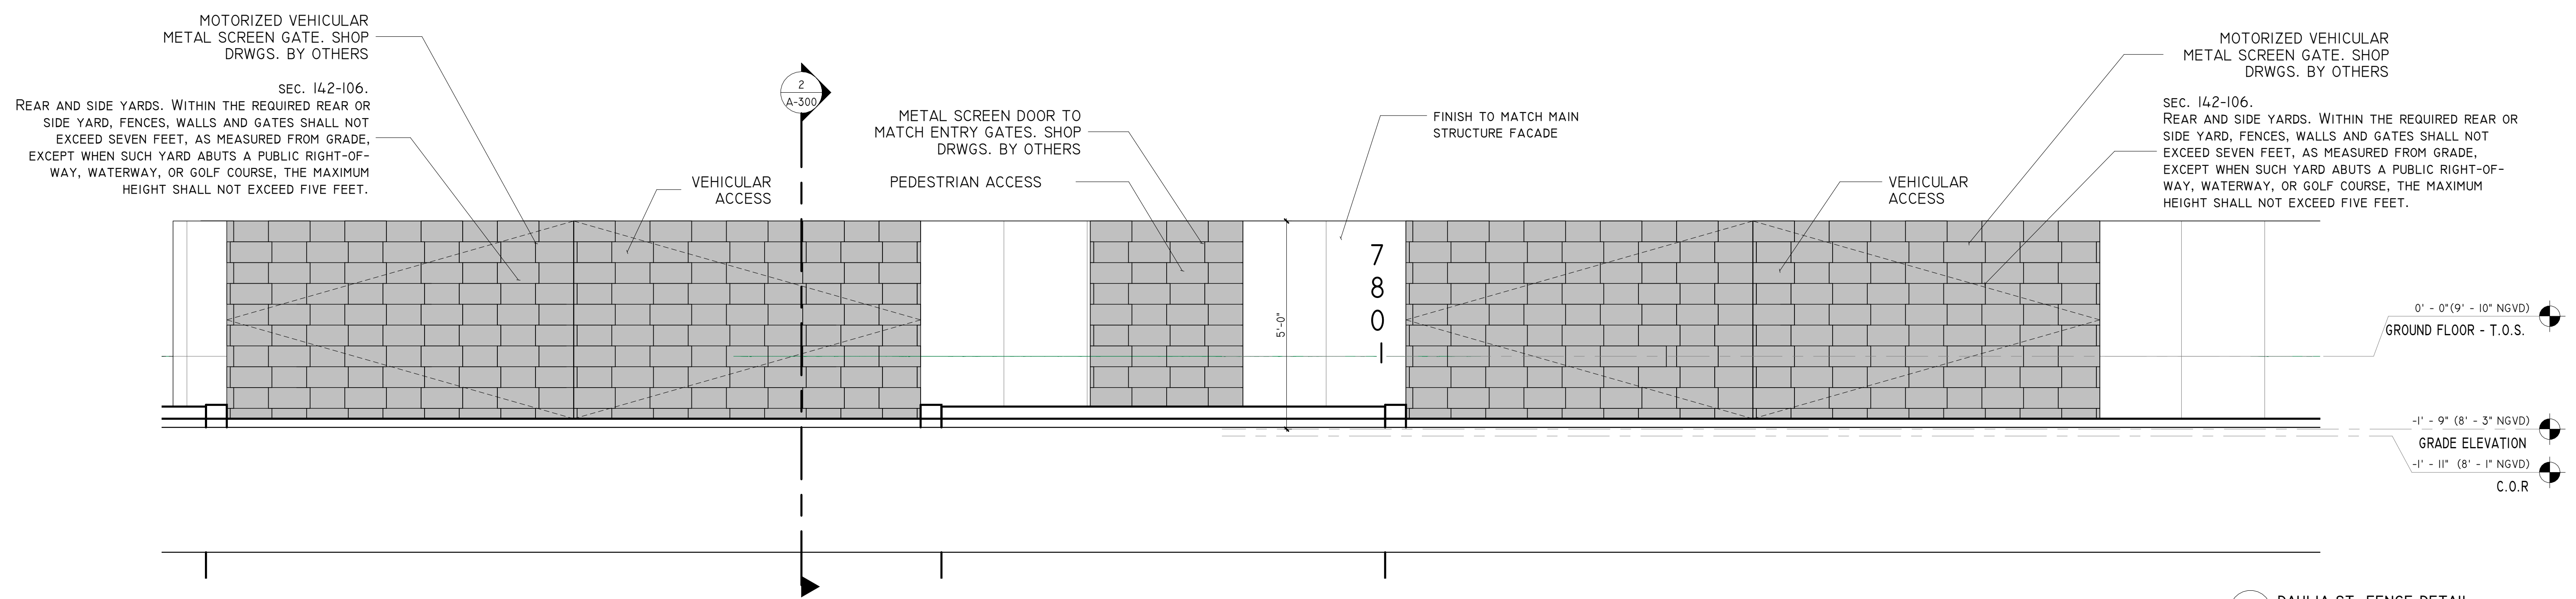 MOTORIZED VEHICULAR
METAL SCREEN GATE. SHOP
DRWGS. BY OTHERS
SEC. 142-106.
REAR AND SIDE YARDS. WITHIN THE REQUIRED REAR OR
SIDE YARD, FENCES, WALLS AND GATES SHALL NOT
EXCEED SEVEN FEET, AS MEASURED FROM GRADE,
EXCEPT WHEN SUCH YARD ABUTS A PUBLIC RIGHT-OF-
WAY, WATERWAY, OR GOLF COURSE, THE MAXIMUM
HEIGHT SHALL NOT EXCEED FIVE FEET.
VEHICULAR
ACCESS
2
A-300
METAL SCREEN DOOR TO
MATCH ENTRY GATES. SHOP
DRWGS. BY OTHERS
PEDESTRIAN ACCESS
FINISH TO MATCH MAIN
STRUCTURE FACADE
5'-0"
7
8
0
1
MOTORIZED VEHICULAR
METAL SCREEN GATE. SHOP
DRWGS. BY OTHERS
SEC. 142-106.
REAR AND SIDE YARDS. WITHIN THE REQUIRED REAR OR
SIDE YARD, FENCES, WALLS AND GATES SHALL NOT
EXCEED SEVEN FEET, AS MEASURED FROM GRADE,
EXCEPT WHEN SUCH YARD ABUTS A PUBLIC RIGHT-OF-
WAY, WATERWAY, OR GOLF COURSE, THE MAXIMUM
HEIGHT SHALL NOT EXCEED FIVE FEET.
VEHICULAR
ACCESS
0' - 0"(9' - 10" NGVD)
GROUND FLOOR - T.O.S.
-1' - 9" (8' - 3" NGVD)
GRADE ELEVATION
-1' - 11" (8' - 1" NGVD)
C.O.R
DAHLIA ST. FENCE DETAIL